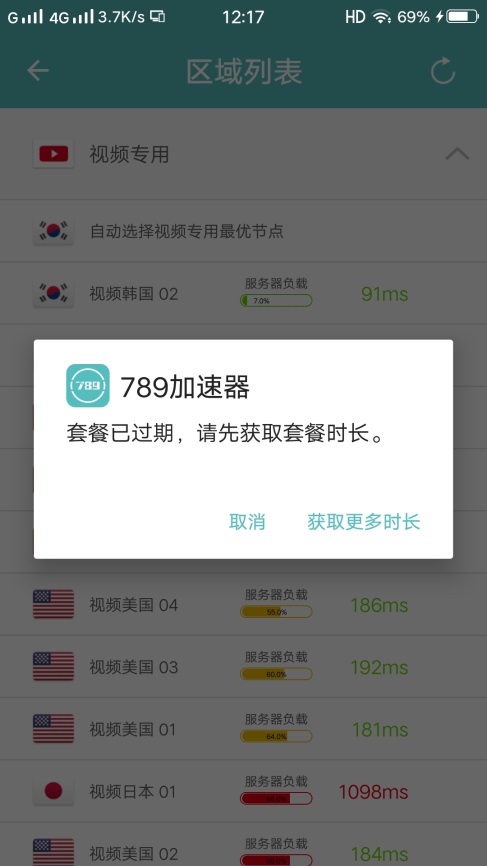 G 4G 3.7K/s 12:17 HD 69%
区域列表
视频专用
自动选择视频专用最优节点
视频韩国 02 服务器负载 7.0% 91ms
789 789加速器
套餐已过期，请先获取套餐时长。
取消 获取更多时长
视频美国 04 服务器负载 55.0% 186ms
视频美国 03 服务器负载 60.0% 192ms
视频美国 01 服务器负载 64.0% 181ms
视频日本 01 服务器负载 1098ms
视频美国 02 服务器负载 184ms